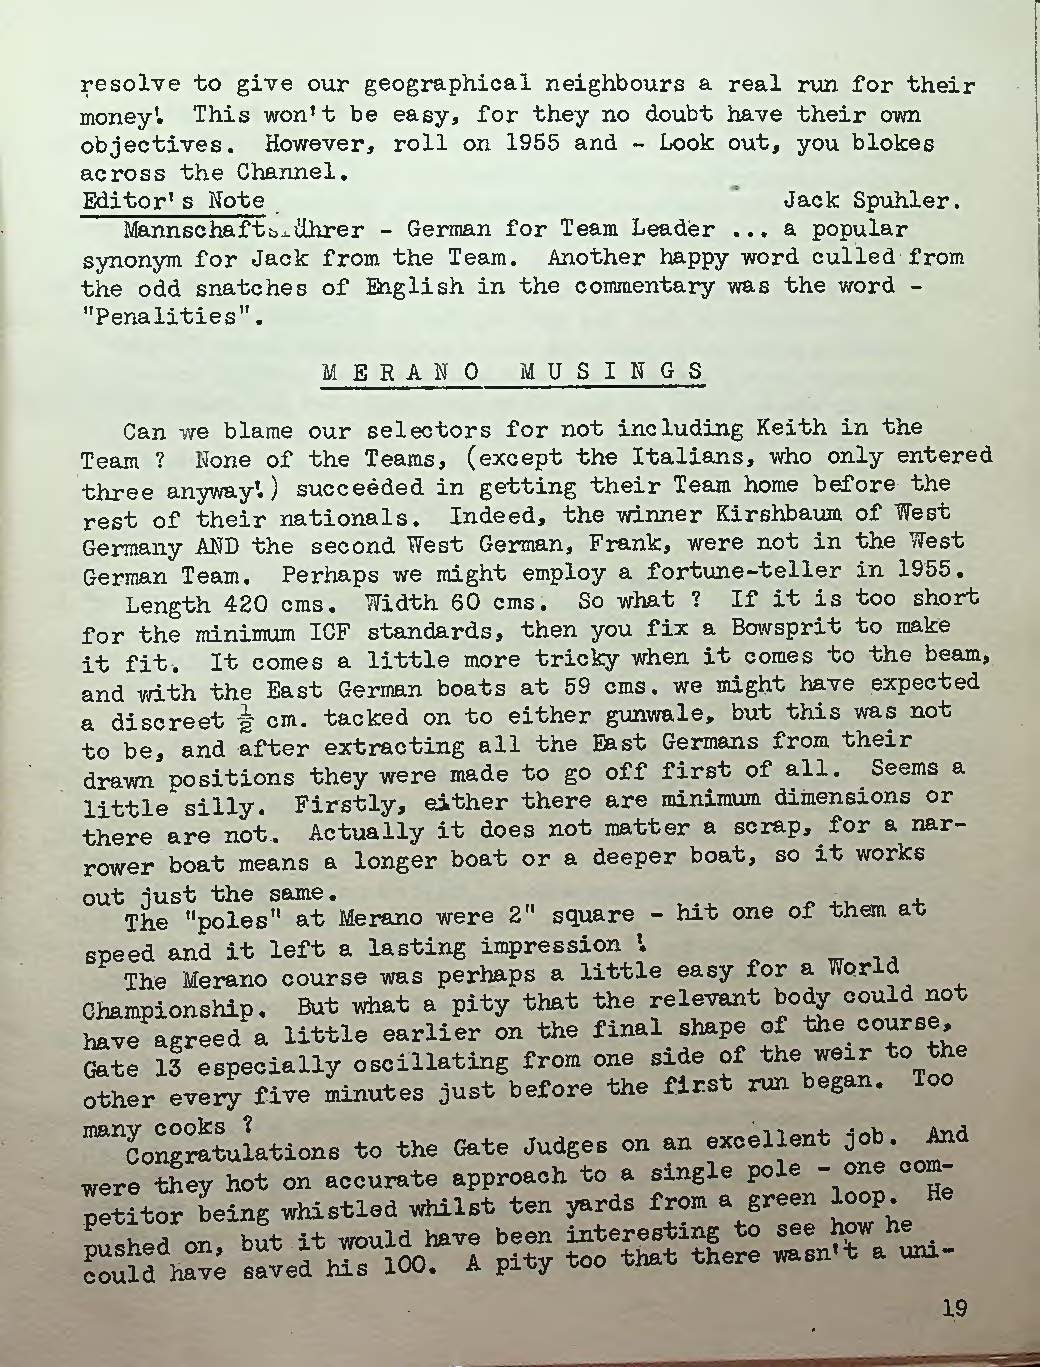 resolve to give our geographical neighbours a real run for their
money! This won't be easy, for they no doubt have their own
objectives. However, roll on 1955 and - Look out, you blokes
across the Channel.
Editor's Note Jack Spuhler.
Mannschaftsführer - German for Team Leader ... a popular
synonym for Jack from the Team. Another happy word culled from
the odd snatches of English in the commentary was the word -
"Penalities".
MERANO MUSINGS
Can we blame our selectors for not including Keith in the
Team ? None of the Teams, (except the Italians, who only entered
three anyway!) succeeded in getting their Team home before the
rest of their nationals. Indeed, the winner Kirshbaum of West
Germany AND the second West German, Frank, were not in the West
German Team. Perhaps we might employ a fortune-teller in 1955.
Length 420 cms. Width 60 cms. So what ? If it is too short
for the minimum ICF standards, then you fix a Bowsprit to make
it fit. It comes a little more tricky when it comes to the beam,
and with the East German boats at 59 cms. we might have expected
a discreet ½ cm. tacked on to either gunwale, but this was not
to be, and after extracting all the East Germans from their
drawn positions they were made to go off first of all. Seems a
little silly. Firstly, either there are minimum dimensions or
there are not. Actually it does not matter a scrap, for a nar-
rower boat means a longer boat or a deeper boat, so it works
out just the same.
The "poles" at Merano were 2" square - hit one of them at
speed and it left a lasting impression !
The Merano course was perhaps a little easy for a World
Championship. But what a pity that the relevant body could not
have agreed a little earlier on the final shape of the course,
Gate 13 especially oscillating from one side of the weir to the
other every five minutes just before the first run began. Too
many cooks ?
Congratulations to the Gate Judges on an excellent job. And
were they hot on accurate approach to a single pole - one com-
petitor being whistled whilst ten yards from a green loop. He
pushed on, but it would have been interesting to see how he
could have saved his 100. A pity too that there wasn't a uni-
19